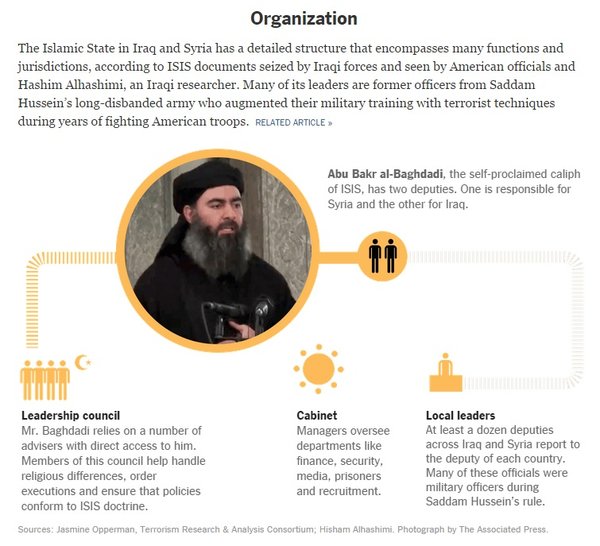 Organization
The Islamic State in Iraq and Syria has a detailed structure that encompasses many functions and
jurisdictions, according to ISIS documents seized by Iraqi forces and seen by American officials and
Hashim Alhashimi, an Iraqi researcher. Many of its leaders are former officers from Saddam
Hussein's long-disbanded army who augmented their military training with terrorist techniques
during years of fighting American troops. RELATED ARTICLE »
Abu Bakr al-Baghdadi, the self-proclaimed caliph
of ISIS, has two deputies. One is responsible for
Syria and the other for Iraq.
Leadership council
Mr. Baghdadi relies on a number of
advisers with direct access to him.
Members of this council help handle
religious differences, order
executions and ensure that policies
conform to ISIS doctrine.
Cabinet
Managers oversee
departments like
finance, security,
media, prisoners
and recruitment.
Local leaders
At least a dozen deputies
across Iraq and Syria report to
the deputy of each country.
Many of these officials were
military officers during
Saddam Hussein's rule.
Sources: Jasmine Opperman, Terrorism Research & Analysis Consortium; Hisham Alhashimi. Photograph by The Associated Press.